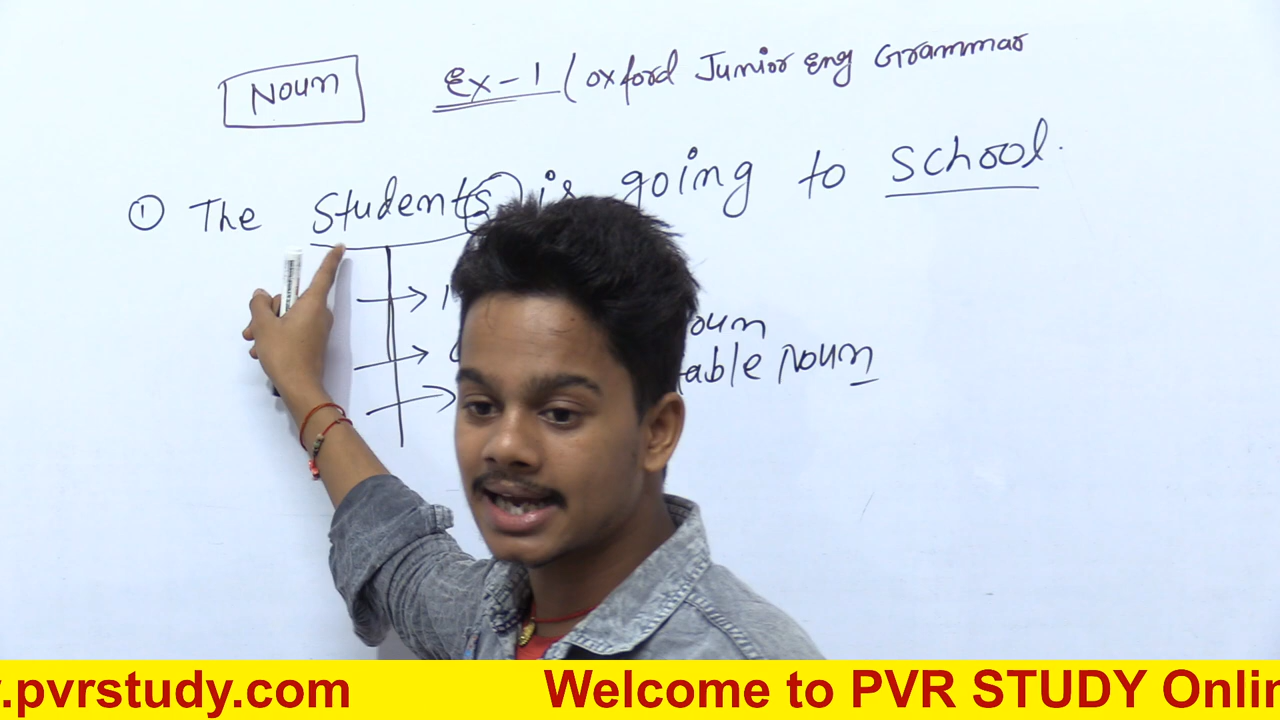 Noun Ex-1 (Oxford Junior Eng Grammar
① The Students is going to School.
oun
able Noun
.pvrstudy.com Welcome to PVR STUDY Onlin